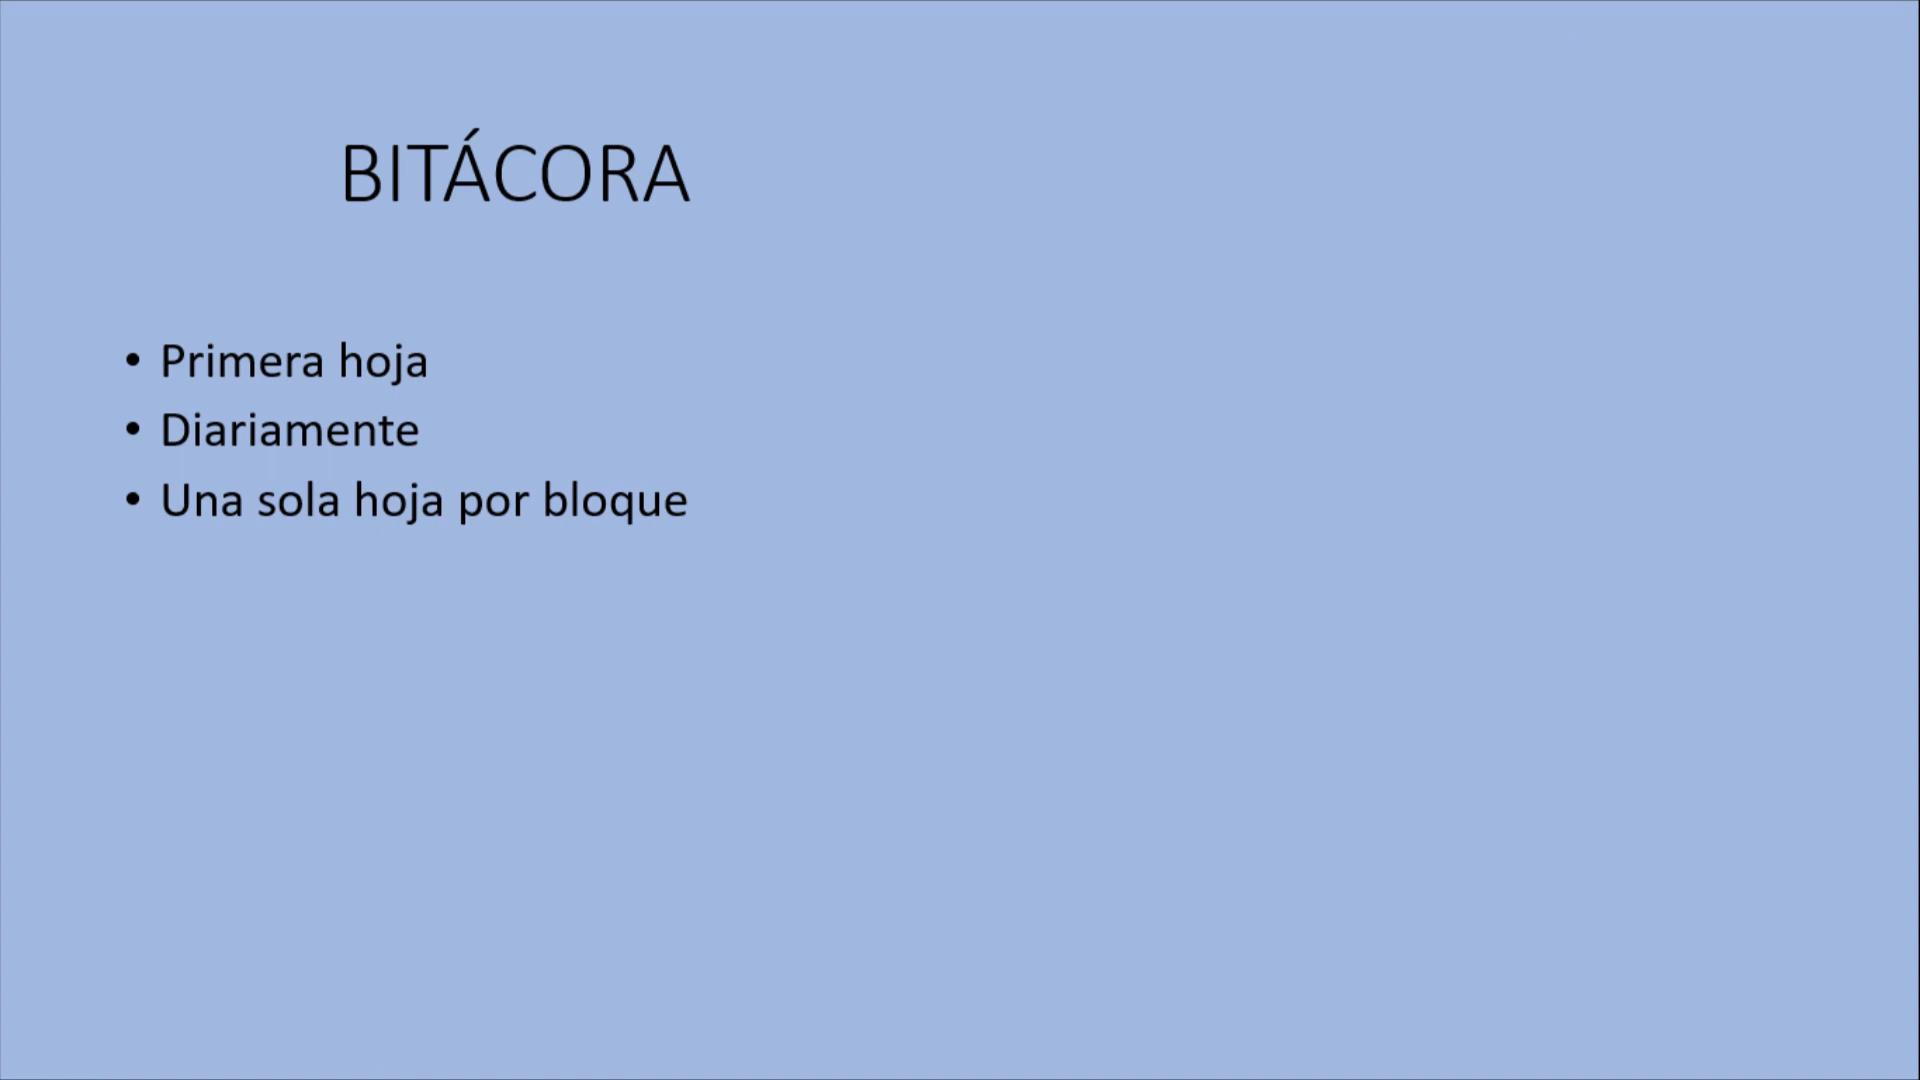 BITÁCORA
• Primera hoja
• Diariamente
• Una sola hoja por bloque